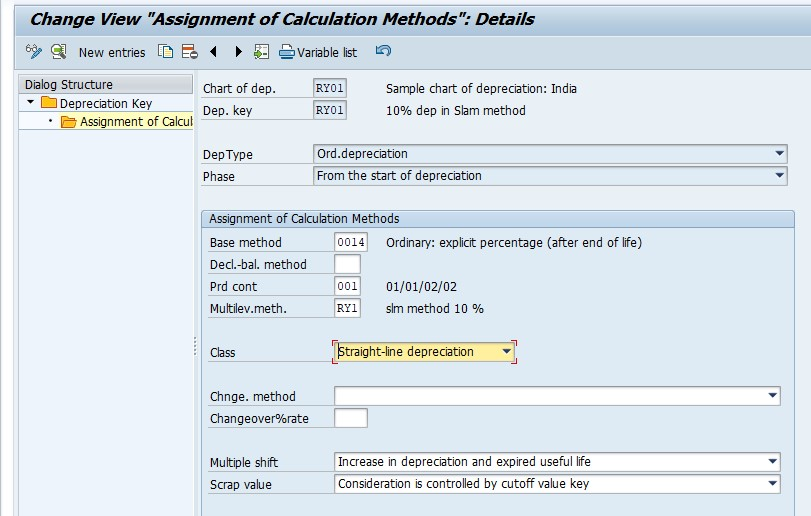 Change View "Assignment of Calculation Methods": Details
New entries
Variable list
Dialog Structure
Depreciation Key
Assignment of Calcul
Chart of dep. RY01 Sample chart of depreciation: India
Dep. key RY01 10% dep in Slam method
DepType Ord.depreciation
Phase From the start of depreciation
Assignment of Calculation Methods
Base method 0014 Ordinary: explicit percentage (after end of life)
Decl.-bal. method
Prd cont 001 01/01/02/02
Multilev.meth. RY1 slm method 10 %
Class Straight-line depreciation
Chnge. method
Changeover%rate
Multiple shift Increase in depreciation and expired useful life
Scrap value Consideration is controlled by cutoff value key